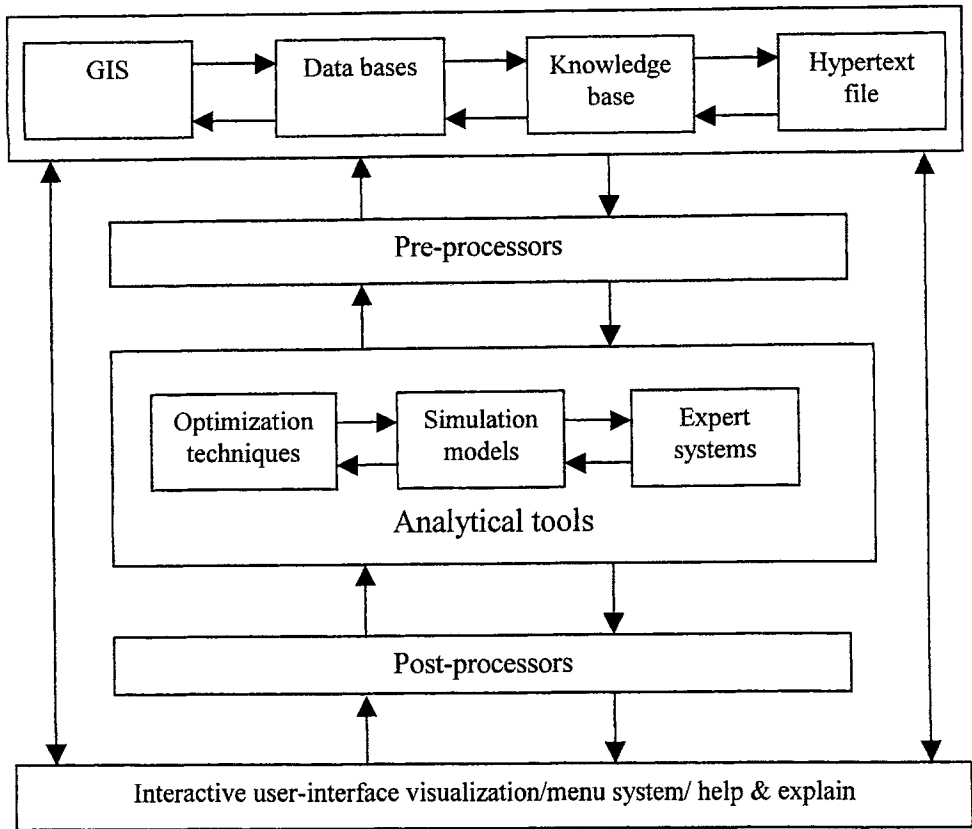 GIS
Data bases
Knowledge
base
Hypertext
file
Pre-processors
Optimization
techniques
Simulation
models
Expert
systems
Analytical tools
Post-processors
Interactive user-interface visualization/menu system/ help & explain